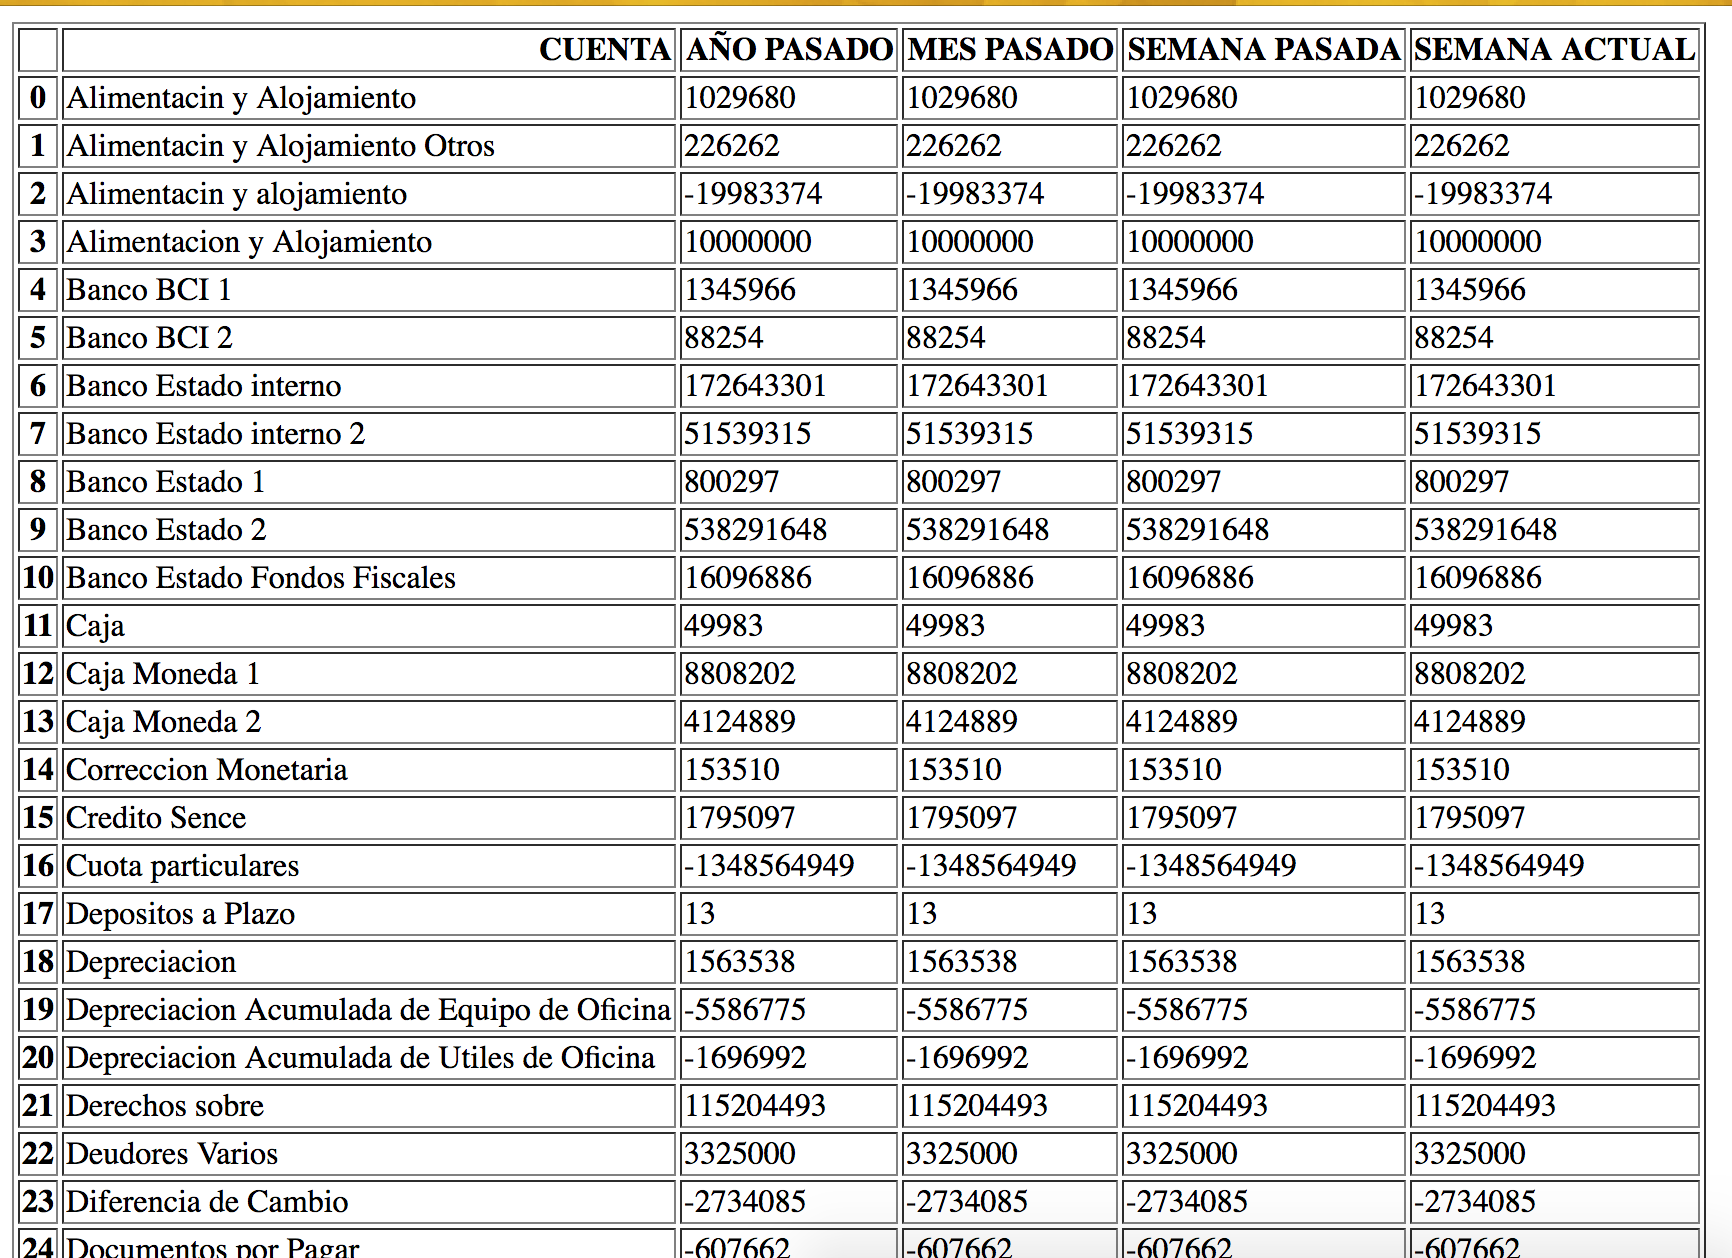 CUENTA AÑO PASADO MES PASADO SEMANA PASADA SEMANA ACTUAL
0 Alimentacin y Alojamiento 1029680 1029680 1029680 1029680
1 Alimentacin y Alojamiento Otros 226262 226262 226262 226262
2 Alimentacin y alojamiento -19983374 -19983374 -19983374 -19983374
3 Alimentacion y Alojamiento 10000000 10000000 10000000 10000000
4 Banco BCI 1 1345966 1345966 1345966 1345966
5 Banco BCI 2 88254 88254 88254 88254
6 Banco Estado interno 172643301 172643301 172643301 172643301
7 Banco Estado interno 2 51539315 51539315 51539315 51539315
8 Banco Estado 1 800297 800297 800297 800297
9 Banco Estado 2 538291648 538291648 538291648 538291648
10 Banco Estado Fondos Fiscales 16096886 16096886 16096886 16096886
11 Caja 49983 49983 49983 49983
12 Caja Moneda 1 8808202 8808202 8808202 8808202
13 Caja Moneda 2 4124889 4124889 4124889 4124889
14 Correccion Monetaria 153510 153510 153510 153510
15 Credito Sence 1795097 1795097 1795097 1795097
16 Cuota particulares -1348564949 -1348564949 -1348564949 -1348564949
17 Depositos a Plazo 13 13 13 13
18 Depreciacion 1563538 1563538 1563538 1563538
19 Depreciacion Acumulada de Equipo de Oficina -5586775 -5586775 -5586775 -5586775
20 Depreciacion Acumulada de Utiles de Oficina -1696992 -1696992 -1696992 -1696992
21 Derechos sobre 115204493 115204493 115204493 115204493
22 Deudores Varios 3325000 3325000 3325000 3325000
23 Diferencia de Cambio -2734085 -2734085 -2734085 -2734085
24 Documentos por Pagar -607662 -607662 -607662 -607662